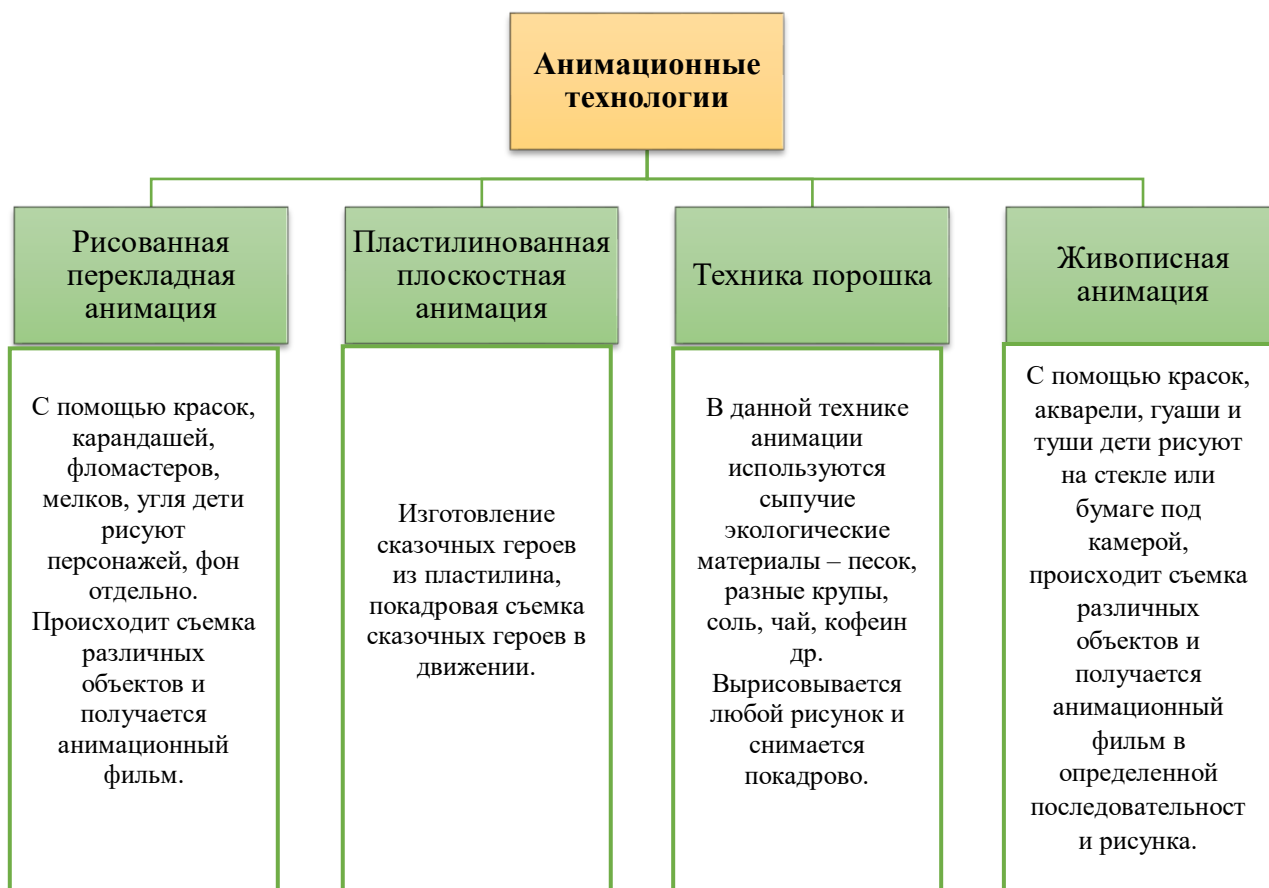 Анимационные
технологии
Рисованная
перекладная
анимация
С помощью красок,
карандашей,
фломастеров,
мелков, угля дети
рисуют
персонажей, фон
отдельно.
Происходит съемка
различных
объектов и
получается
анимационный
фильм.
Пластилинованная
плоскостная
анимация
Изготовление
сказочных героев
из пластилина,
покадровая съемка
сказочных героев в
движении.
Техника порошка
В данной технике
анимации
используются
сыпучие
экологические
материалы – песок,
разные крупы,
соль, чай, кофеин
др.
Вырисовывается
любой рисунок и
снимается
покадрово.
Живописная
анимация
С помощью красок,
акварели, гуаши и
туши дети рисуют
на стекле или
бумаге под
камерой,
происходит съемка
различных
объектов и
получается
анимационный
фильм в
определенной
последовательност
и рисунка.